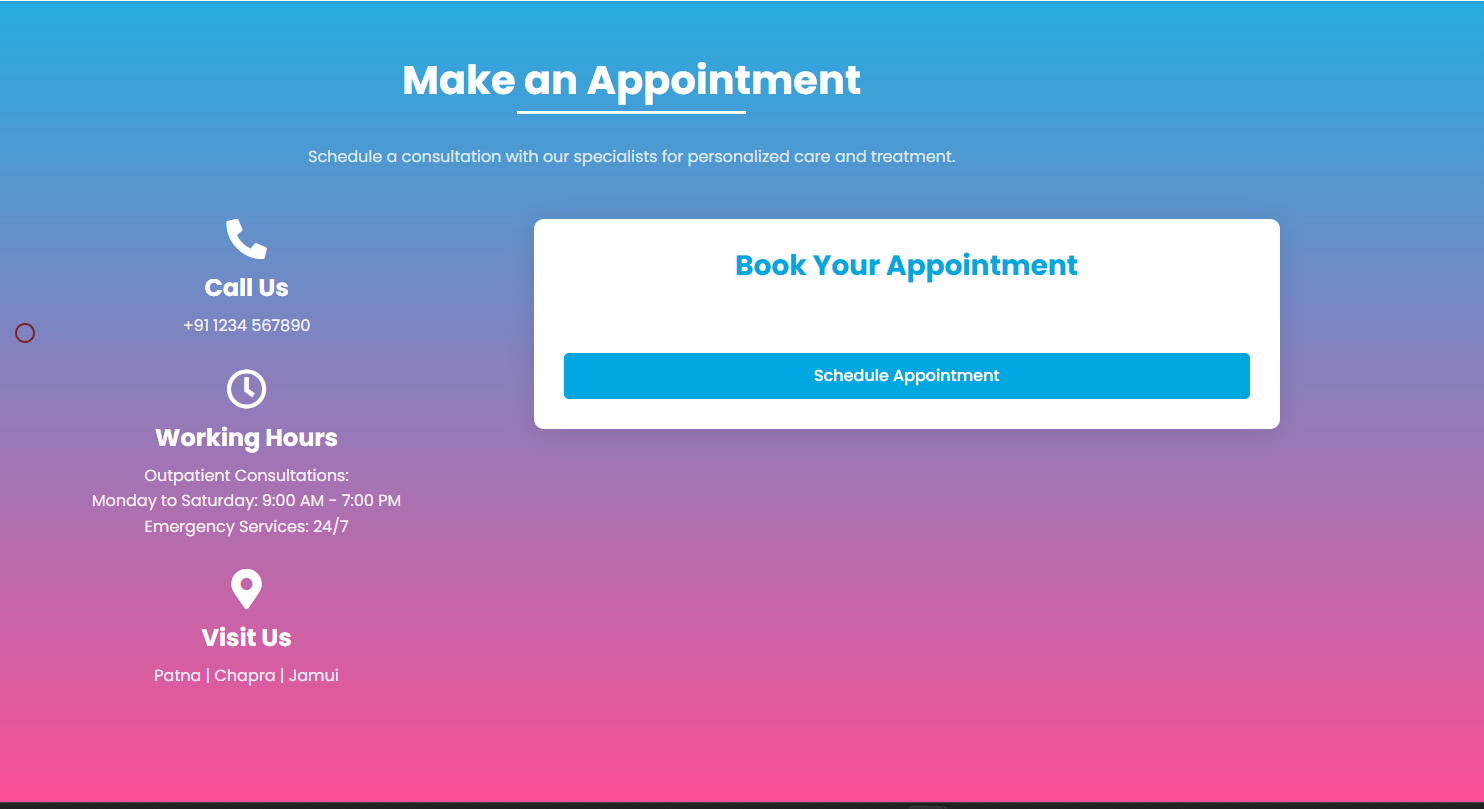 Make an Appointment
Schedule a consultation with our specialists for personalized care and treatment.
Call Us
+91 1234 567890
Working Hours
Outpatient Consultations:
Monday to Saturday: 9:00 AM - 7:00 PM
Emergency Services: 24/7
Visit Us
Patna | Chapra | Jamui
Book Your Appointment
Schedule Appointment